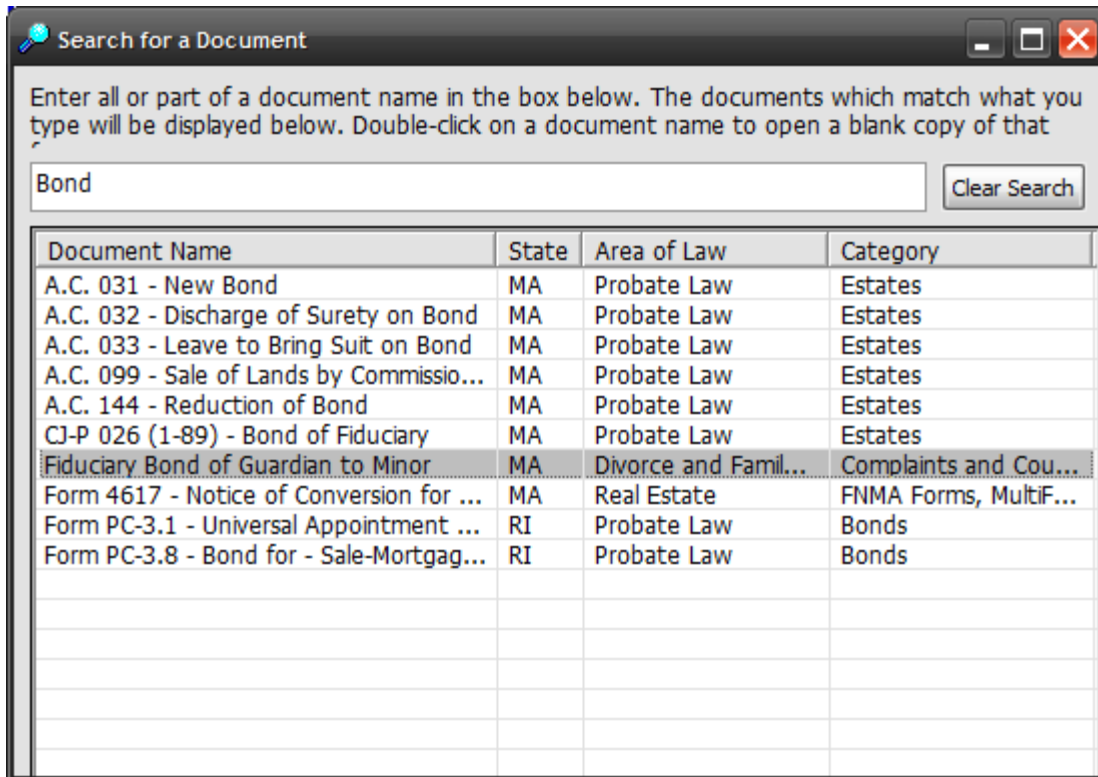 Search for a Document
Enter all or part of a document name in the box below. The documents which match what you
type will be displayed below. Double-click on a document name to open a blank copy of that
Bond
Clear Search
Document Name State Area of Law Category
A.C. 031 - New Bond MA Probate Law Estates
A.C. 032 - Discharge of Surety on Bond MA Probate Law Estates
A.C. 033 - Leave to Bring Suit on Bond MA Probate Law Estates
A.C. 099 - Sale of Lands by Commissio... MA Probate Law Estates
A.C. 144 - Reduction of Bond MA Probate Law Estates
CJ-P 026 (1-89) - Bond of Fiduciary MA Probate Law Estates
Fiduciary Bond of Guardian to Minor MA Divorce and Famil... Complaints and Cou...
Form 4617 - Notice of Conversion for ... MA Real Estate FNMA Forms, MultiF...
Form PC-3.1 - Universal Appointment ... RI Probate Law Bonds
Form PC-3.8 - Bond for - Sale-Mortgag... RI Probate Law Bonds